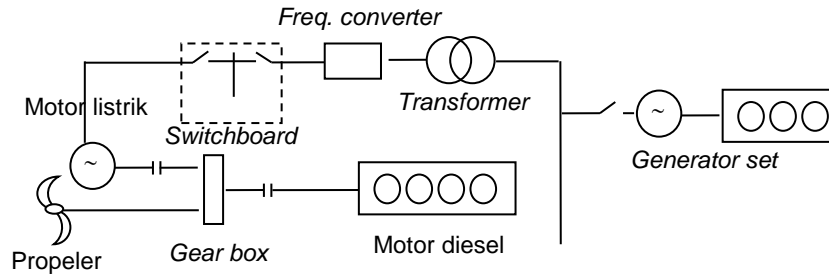 Freq. converter
Motor listrik
Transformer
Switchboard
~
~
Generator set
Propeler
Gear box
Motor diesel